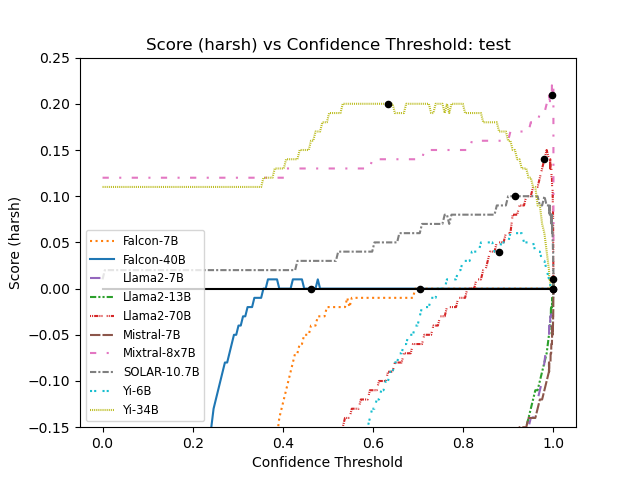 Score (harsh) vs Confidence Threshold: test
Score (harsh)
0.25
0.20
0.15
0.10
0.05
0.00
−0.05
−0.10
−0.15
Falcon-7B
Falcon-40B
Llama2-7B
Llama2-13B
Llama2-70B
Mistral-7B
Mixtral-8x7B
SOLAR-10.7B
Yi-6B
Yi-34B
0.0 0.2 0.4 0.6 0.8 1.0
Confidence Threshold